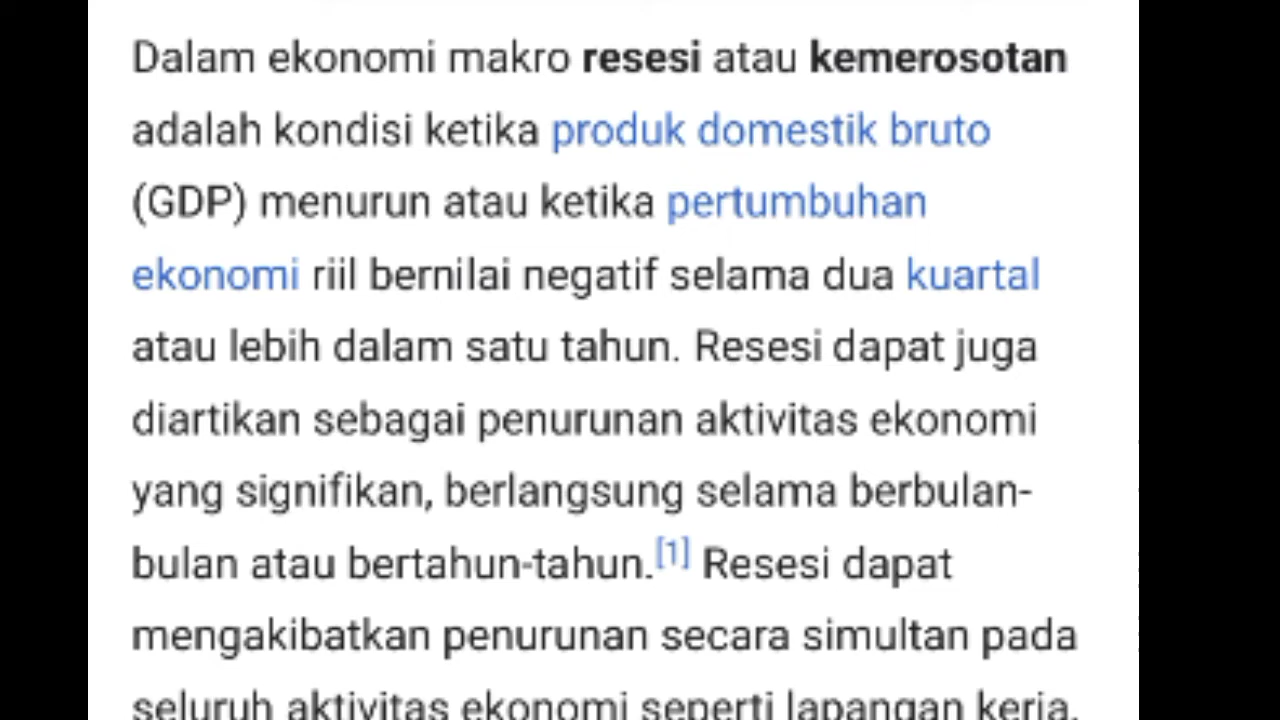 Dalam ekonomi makro resesi atau kemerosotan
adalah kondisi ketika produk domestik bruto
(GDP) menurun atau ketika pertumbuhan
ekonomi riil bernilai negatif selama dua kuartal
atau lebih dalam satu tahun. Resesi dapat juga
diartikan sebagai penurunan aktivitas ekonomi
yang signifikan, berlangsung selama berbulan-
bulan atau bertahun-tahun.[1] Resesi dapat
mengakibatkan penurunan secara simultan pada
seluruh aktivitas ekonomi seperti lapangan kerja,